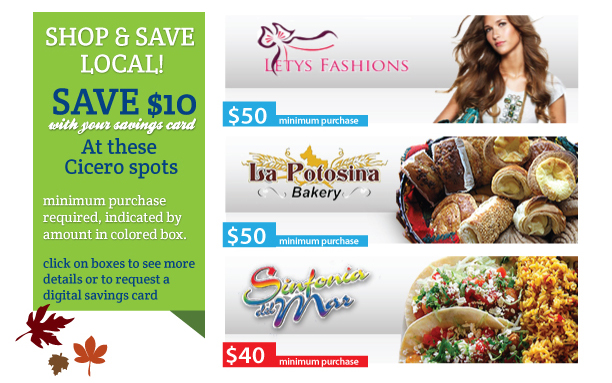 SHOP & SAVE
LOCAL!
SAVE $10
with your savings card
At these
Cicero spots
minimum purchase
required, indicated by
amount in colored box.
click on boxes to see more
details or to request a
digital savings card
LETYS FASHIONS
$50 minimum purchase
La Potosina
Bakery
$50 minimum purchase
Sinfonia
del Mar
$40 minimum purchase